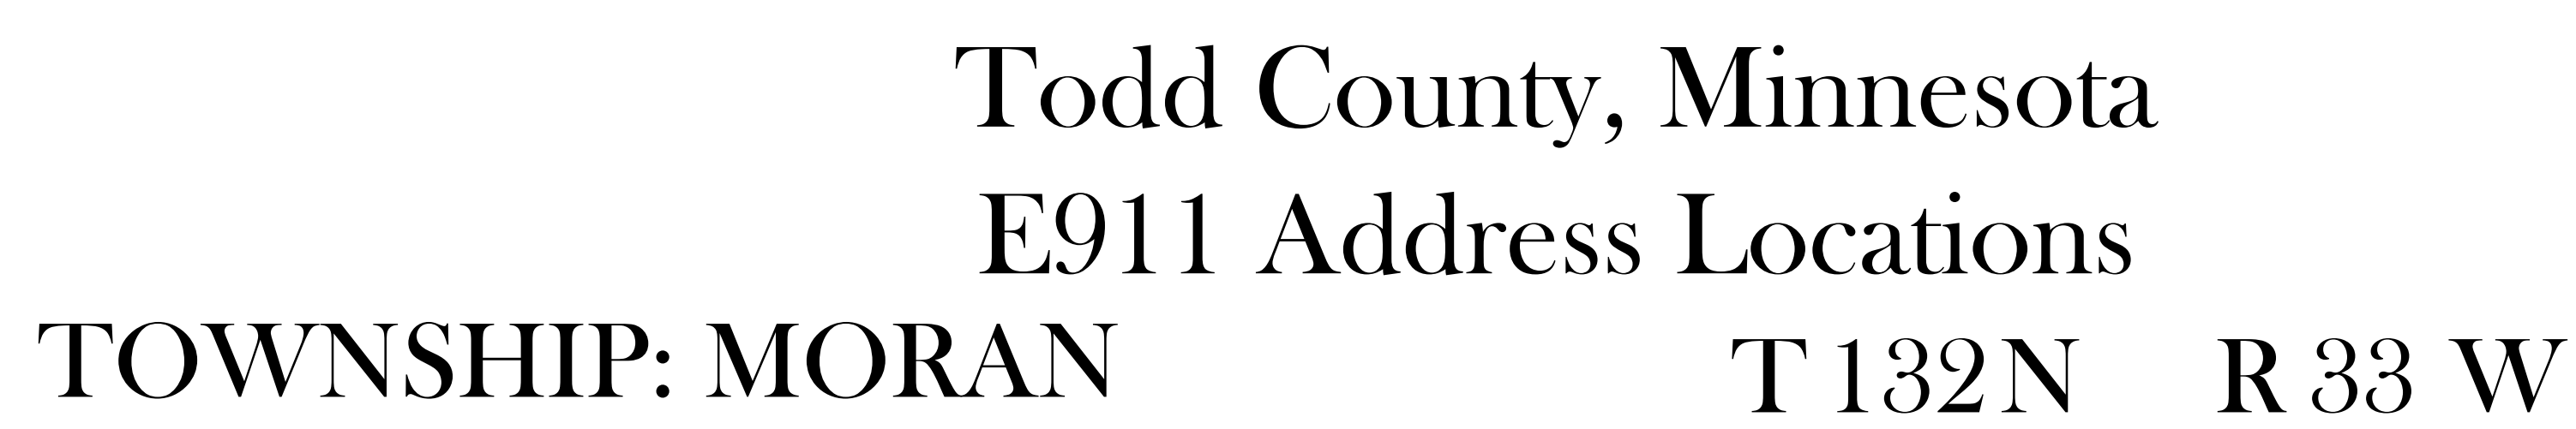 Todd County, Minnesota
E911 Address Locations
TOWNSHIP: MORAN T 132 N R 33 W